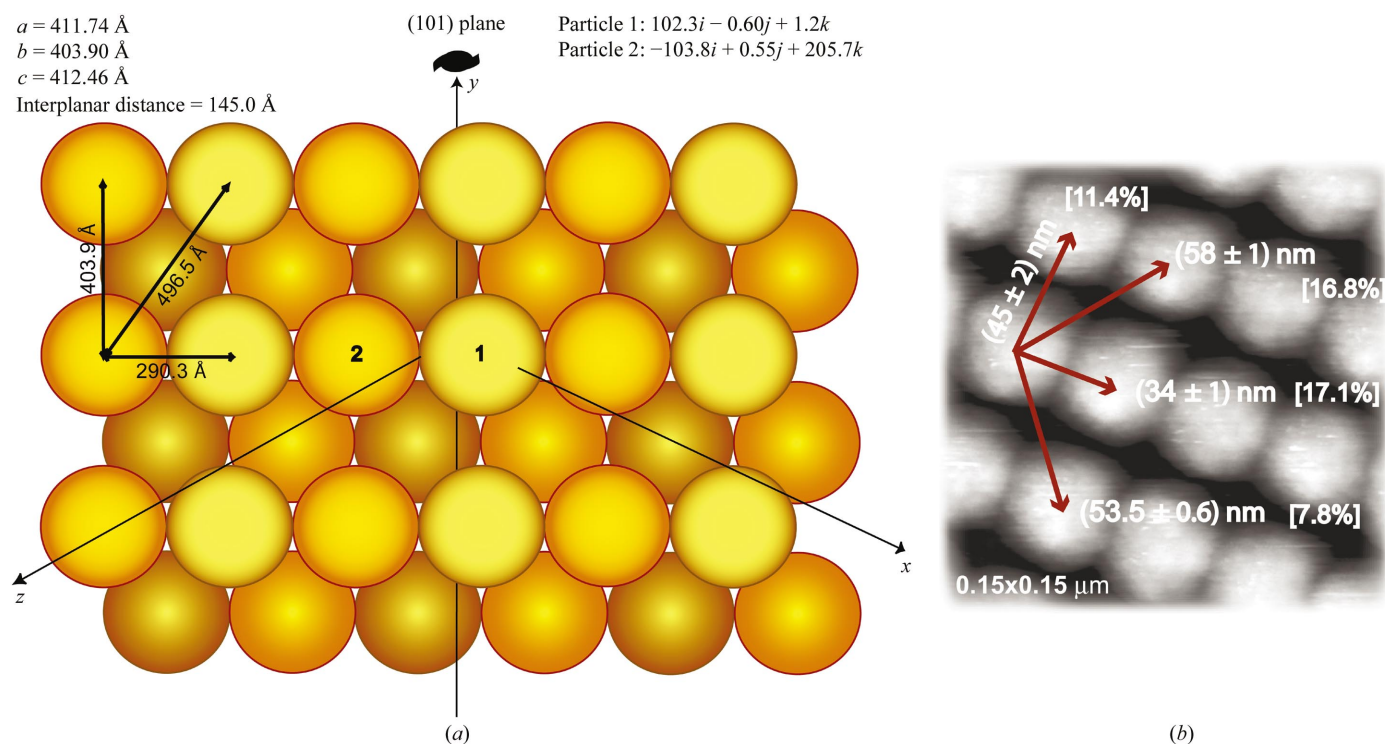 a = 411.74 Å
b = 403.90 Å
c = 412.46 Å
Interplanar distance = 145.0 Å
(101) plane
y
Particle 1: 102.3i − 0.60j + 1.2k
Particle 2: −103.8i + 0.55j + 205.7k
403.9 Å
496.5 Å
290.3 Å
2
1
z
x
(a)
[11.4%]
(45 ± 2) nm
(58 ± 1) nm
[16.8%]
(34 ± 1) nm [17.1%]
(53.5 ± 0.6) nm [7.8%]
0.15x0.15 μm
(b)